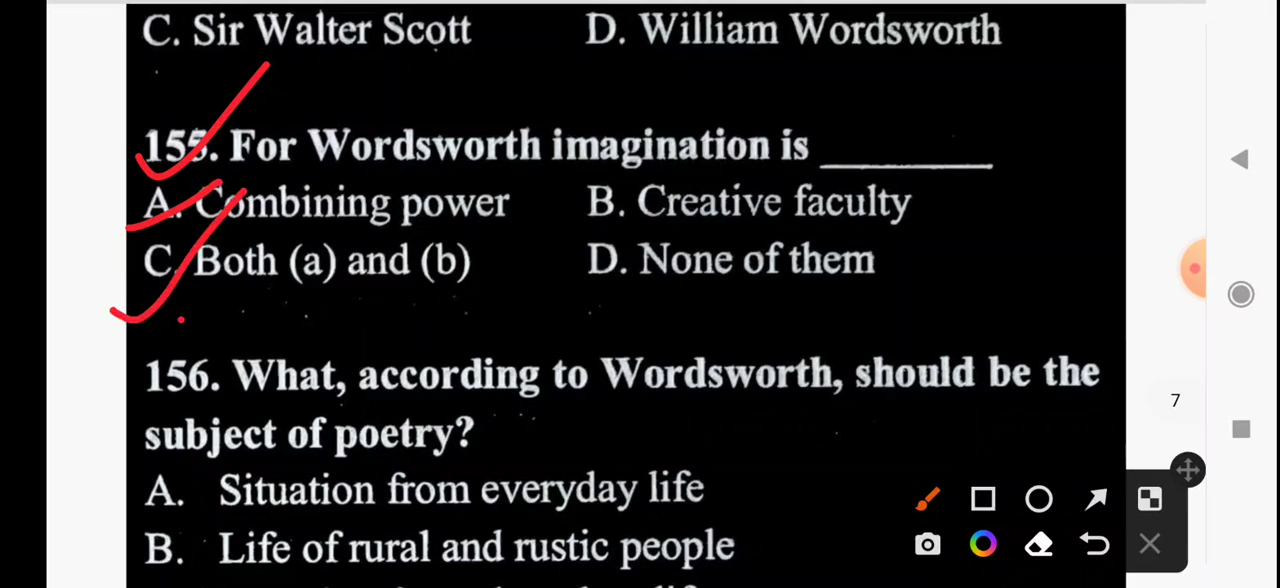 C. Sir Walter Scott D. William Wordsworth
155. For Wordsworth imagination is ________
A. Combining power B. Creative faculty
C. Both (a) and (b) D. None of them
156. What, according to Wordsworth, should be the
subject of poetry?
7
A. Situation from everyday life
B. Life of rural and rustic people